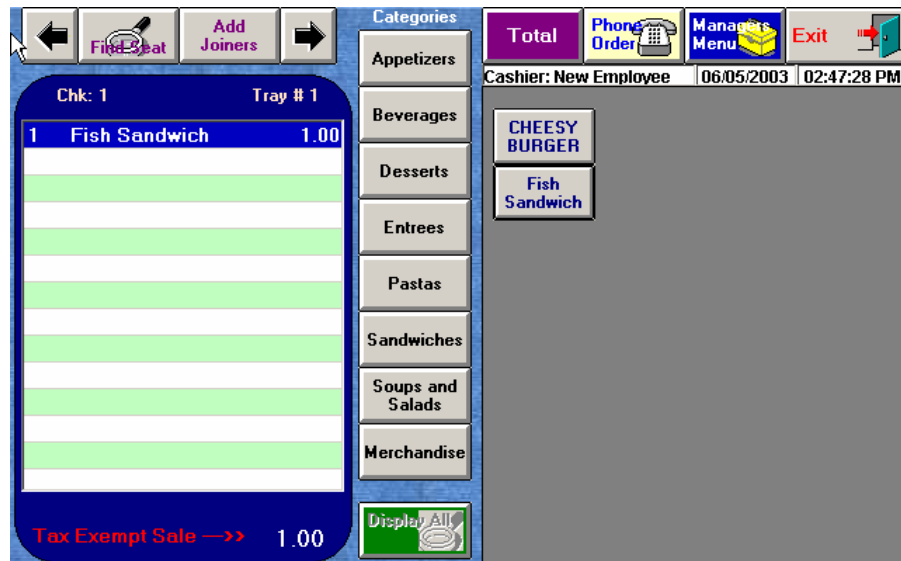 Find Seat
Add
Joiners
Categories
Total
Phone
Order
Managers
Menu
Exit
Cashier: New Employee
06/05/2003
02:47:28 PM
Chk: 1
Tray # 1
1 Fish Sandwich 1.00
Tax Exempt Sale —>> 1.00
Appetizers
Beverages
Desserts
Entrees
Pastas
Sandwiches
Soups and
Salads
Merchandise
Display All
CHEESY
BURGER
Fish
Sandwich